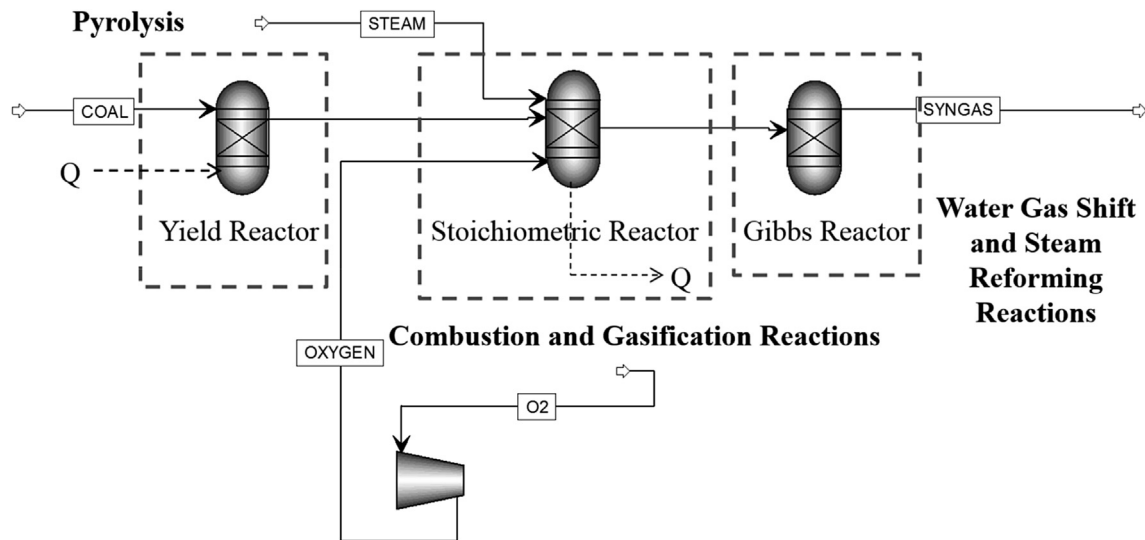 Pyrolysis
STEAM
COAL
SYNGAS
Q
Yield Reactor
Stoichiometric Reactor
Gibbs Reactor
Q
Water Gas Shift
and Steam
Reforming
Reactions
Combustion and Gasification Reactions
OXYGEN
O2